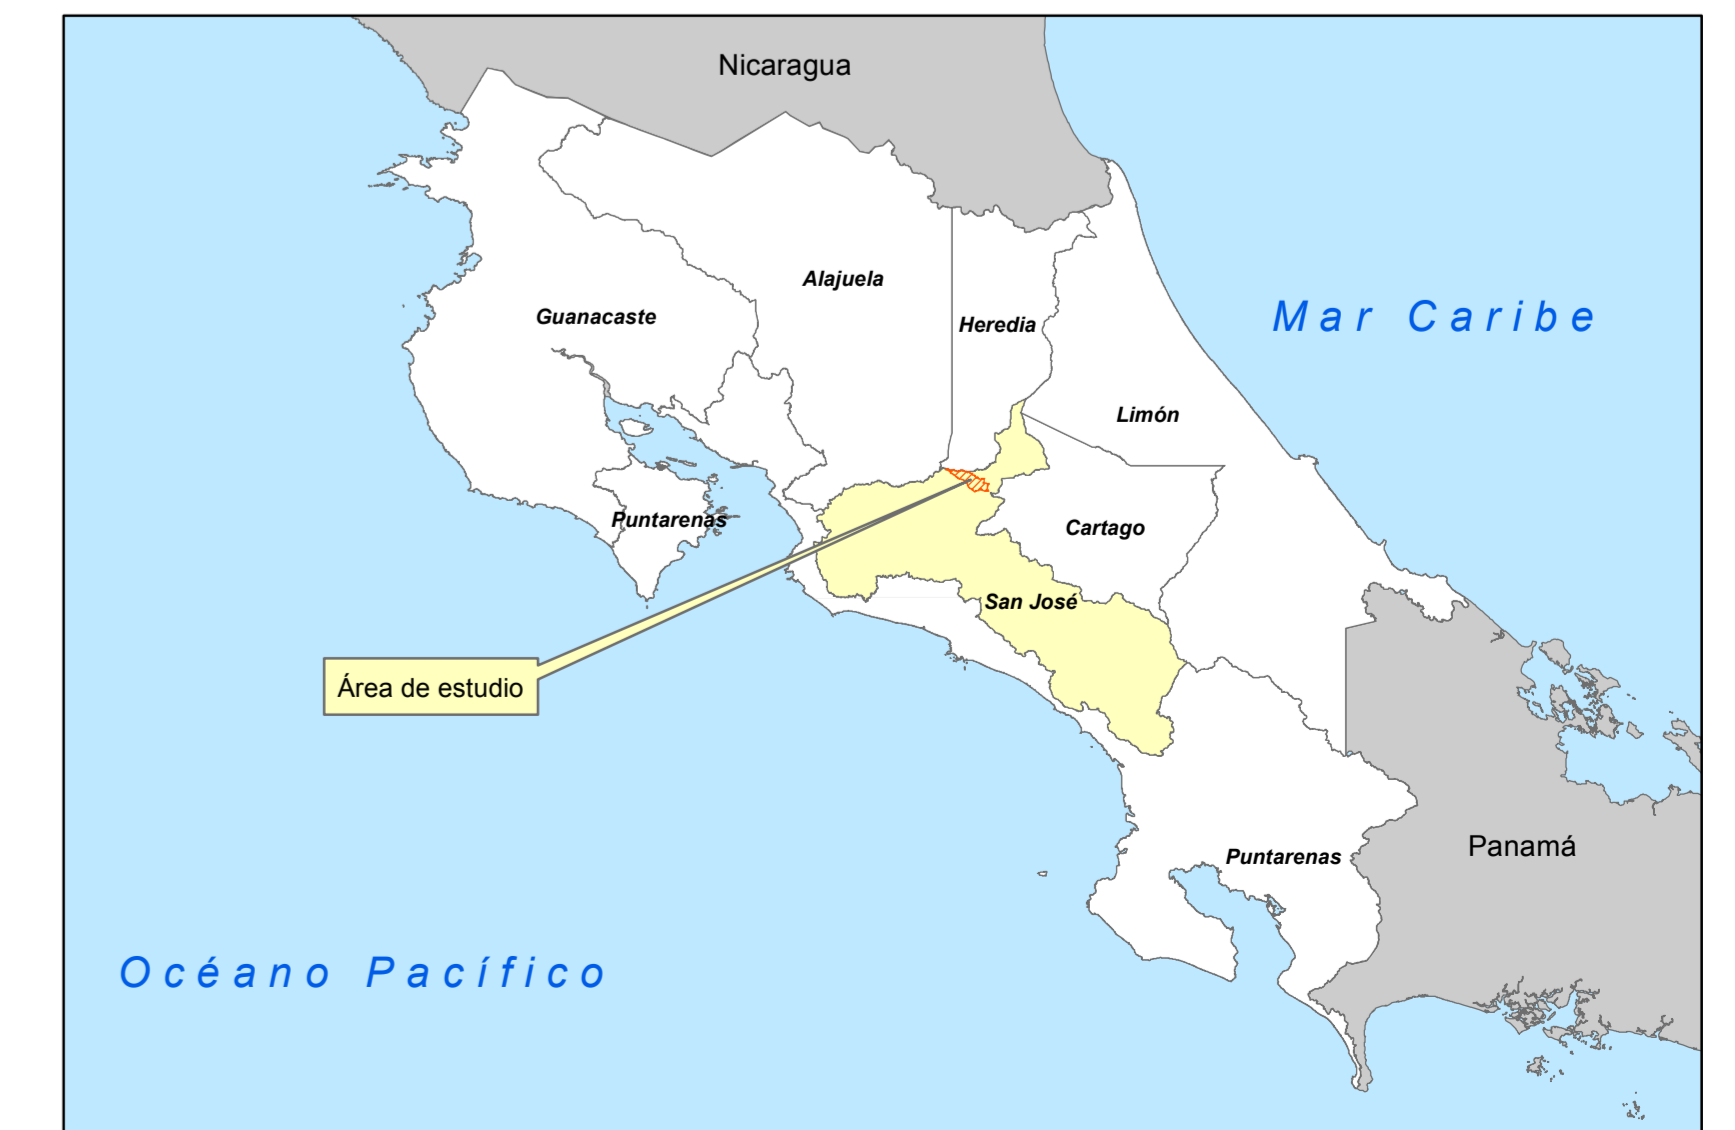 Nicaragua
Alajuela
Guanacaste
Heredia
Mar Caribe
Limón
Puntarenas
Cartago
San José
Área de estudio
Panamá
Puntarenas
Océano Pacífico